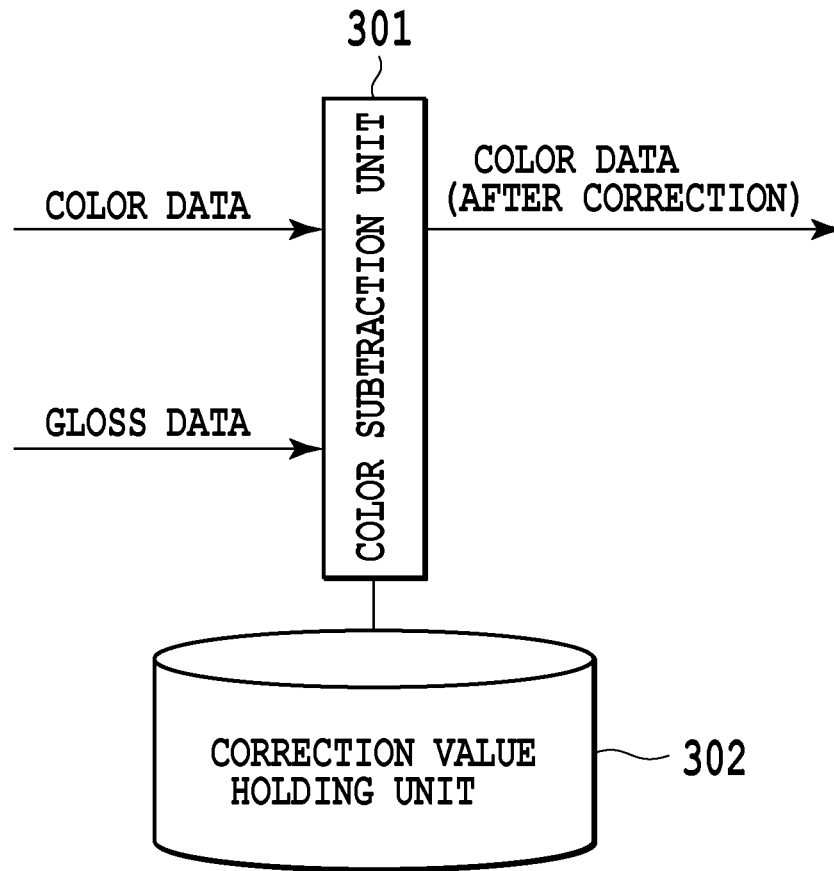 301
COLOR SUBTRACTION UNIT
COLOR DATA
COLOR DATA
(AFTER CORRECTION)
GLOSS DATA
CORRECTION VALUE
HOLDING UNIT
302